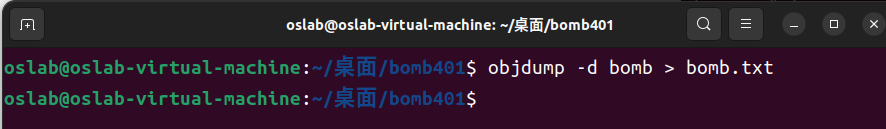 oslab@oslab-virtual-machine: ~/桌面/bomb401
oslab@oslab-virtual-machine:~/桌面/bomb401$ objdump -d bomb > bomb.txt
oslab@oslab-virtual-machine:~/桌面/bomb401$